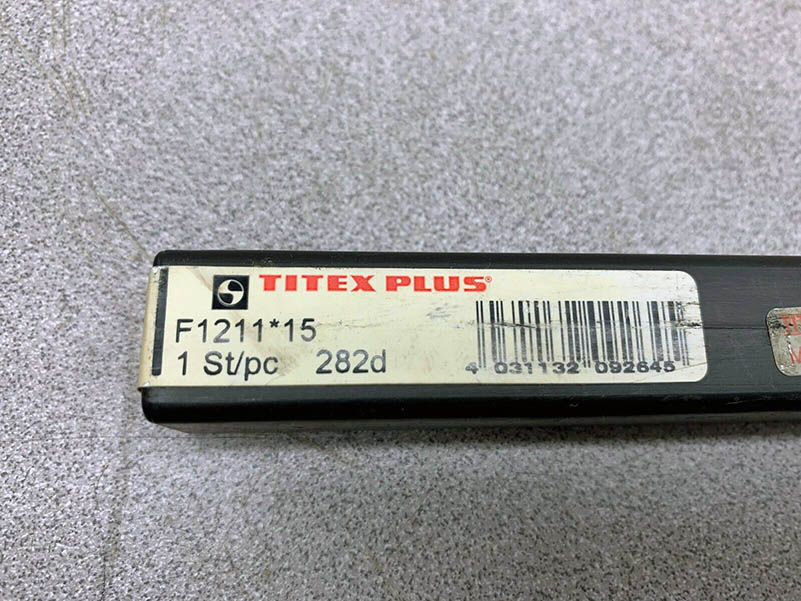 TITEX PLUS®
F1211*15
1 St/pc 282d
4 031132 092645